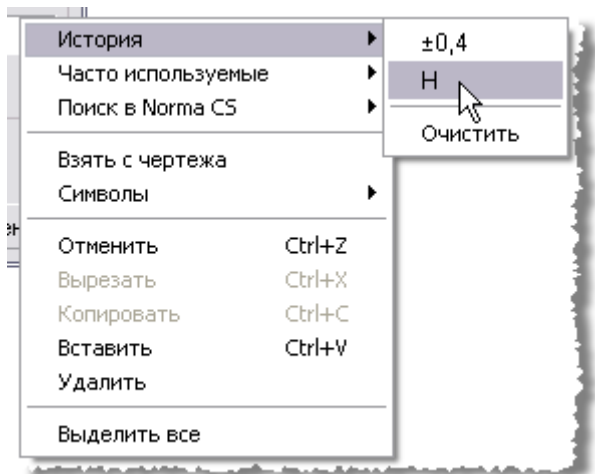 История
Часто используемые
Поиск в Norma CS
Взять с чертежа
Символы
Отменить Ctrl+Z
Вырезать Ctrl+X
Копировать Ctrl+C
Вставить Ctrl+V
Удалить
Выделить все
±0,4
Н
Очистить